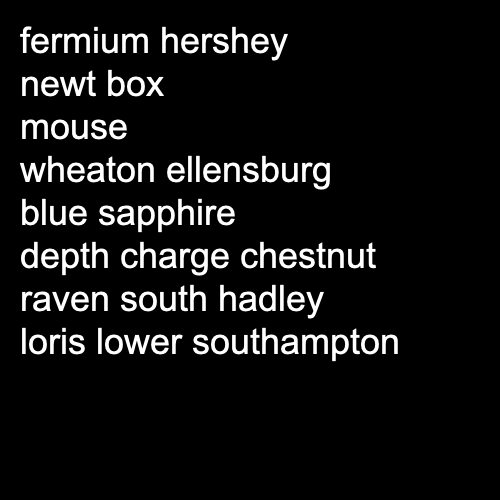 fermium hershey
newt box
mouse
wheaton ellensburg
blue sapphire
depth charge chestnut
raven south hadley
loris lower southampton